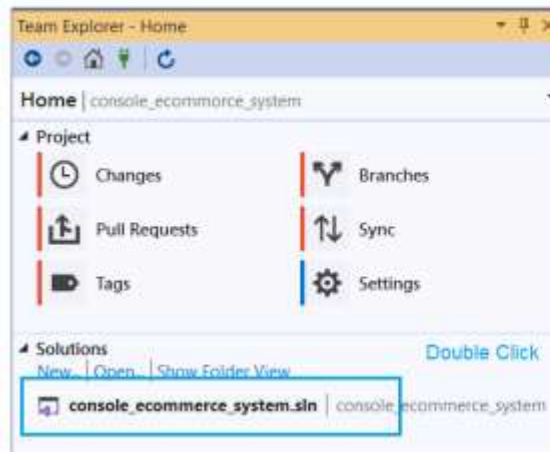 Team Explorer - Home
Home | console_ecommorce_system
Project
Changes
Branches
Pull Requests
Sync
Tags
Settings
Solutions
Double Click
New... | Open... | Show Folder View
console_ecommerce_system.sln | console_ecommerce_system